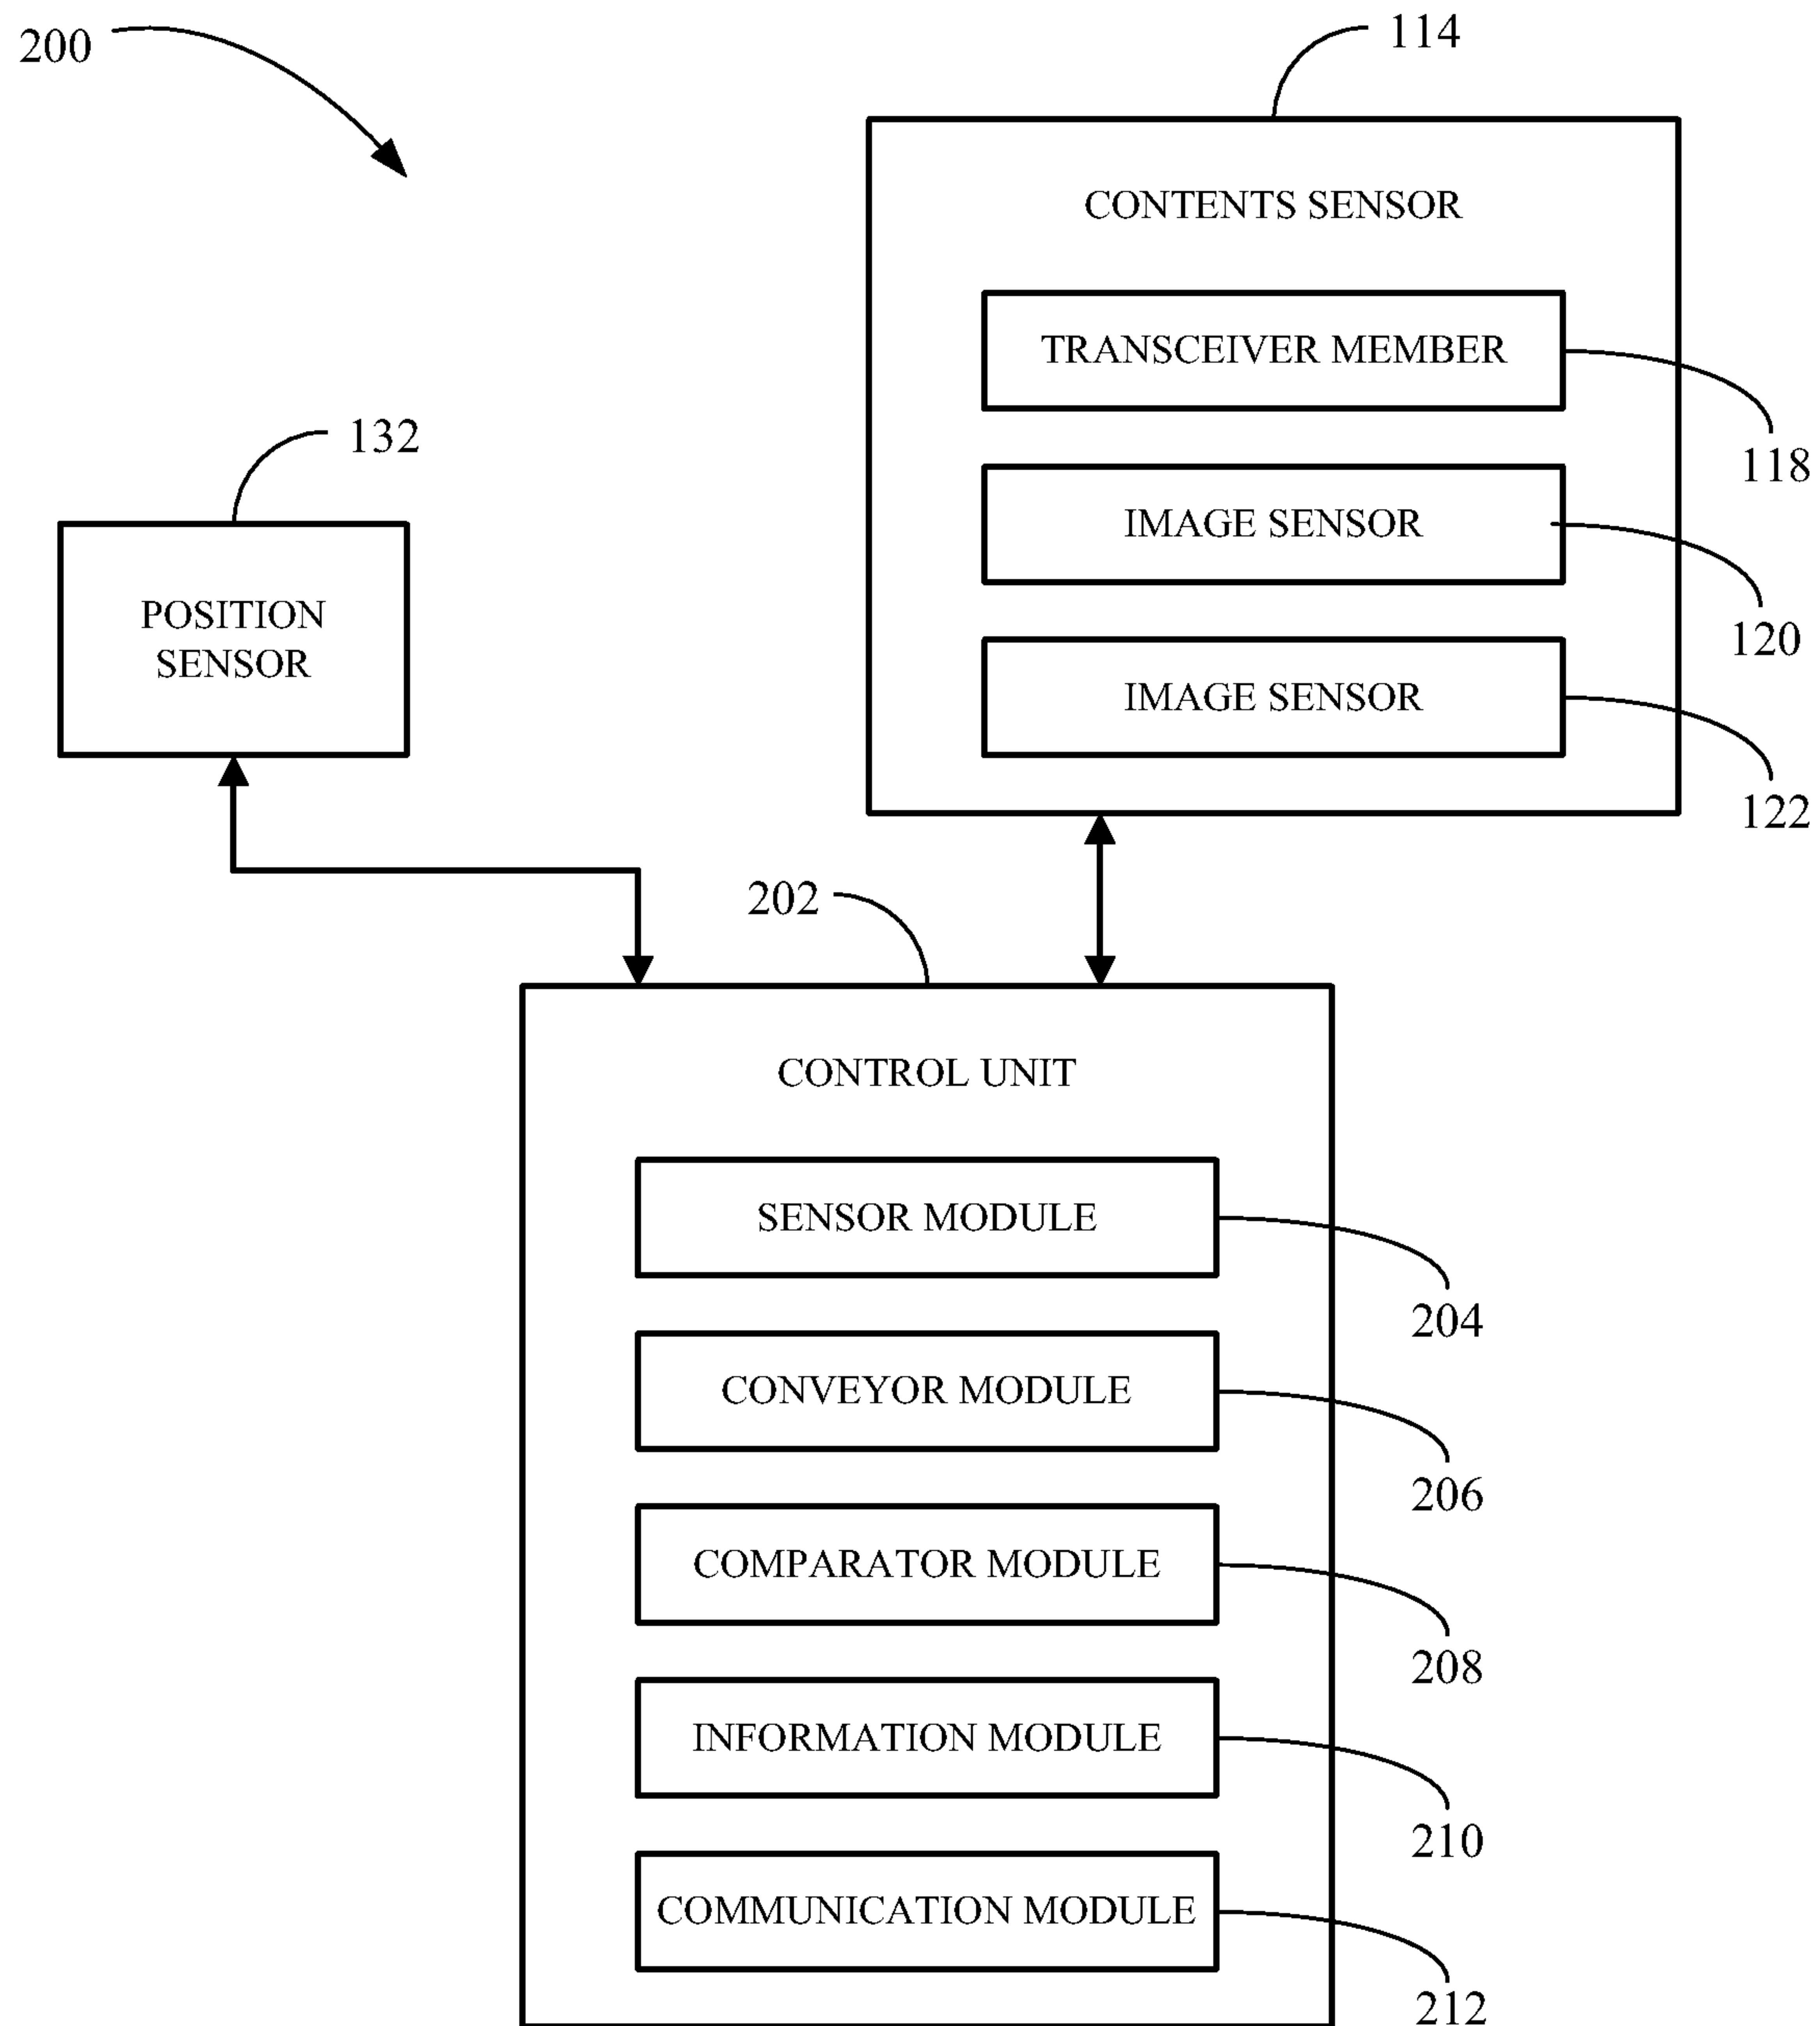 200
114
CONTENTS SENSOR
TRANSCEIVER MEMBER
118
132
IMAGE SENSOR
120
POSITION
SENSOR
IMAGE SENSOR
122
202
CONTROL UNIT
SENSOR MODULE
204
CONVEYOR MODULE
206
COMPARATOR MODULE
208
INFORMATION MODULE
210
COMMUNICATION MODULE
212